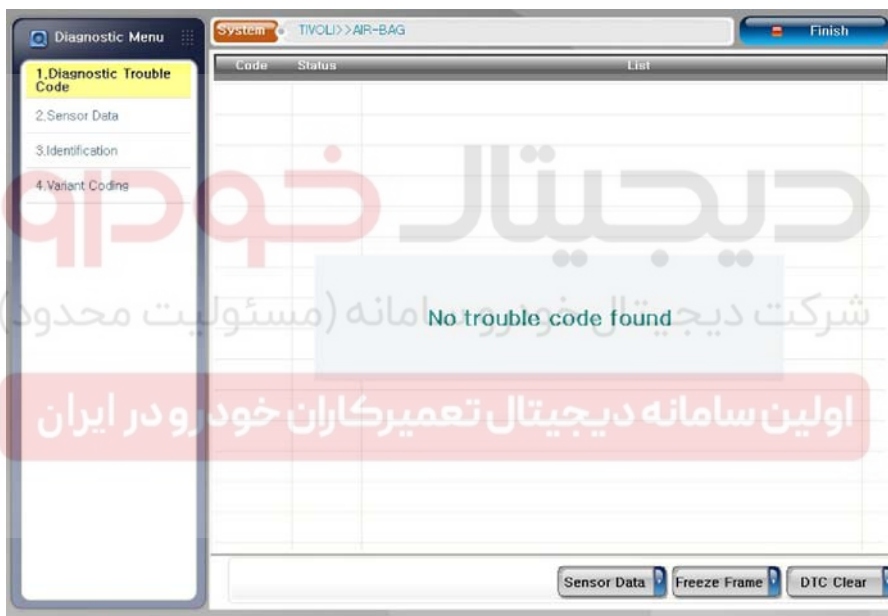 Diagnostic Menu
System
TIVOLI>>AIR-BAG
Finish
1.Diagnostic Trouble
Code
2.Sensor Data
3.Identification
4.Variant Coding
Code Status List
دیجیتال خودرو
شرکت دیجیتال خودرو سامانه (مسئولیت محدود)
No trouble code found
اولین سامانه دیجیتال تعمیرکاران خودرو در ایران
Sensor Data
Freeze Frame
DTC Clear